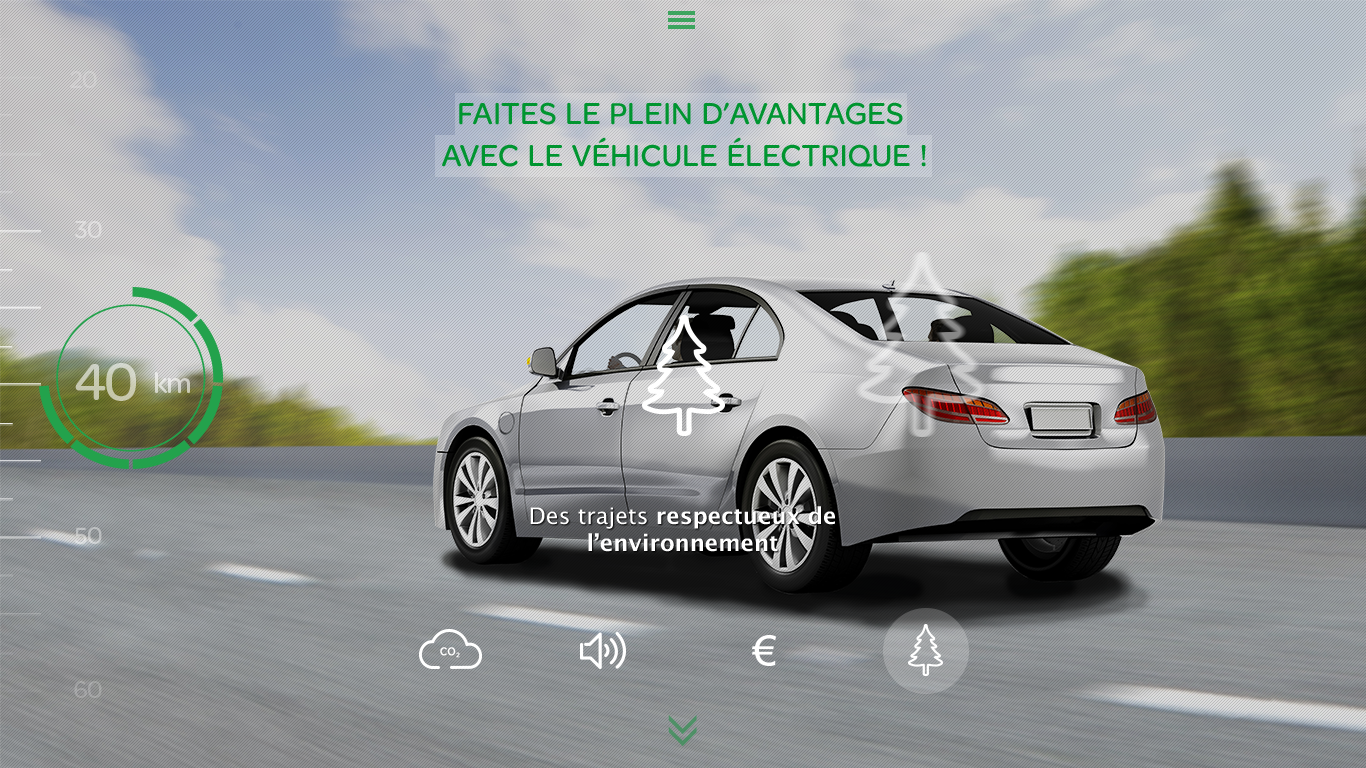 20
FAITES LE PLEIN D'AVANTAGES
AVEC LE VÉHICULE ÉLECTRIQUE !
30
40 km
Des trajets respectueux de
l'environnement
50
CO₂
€
60